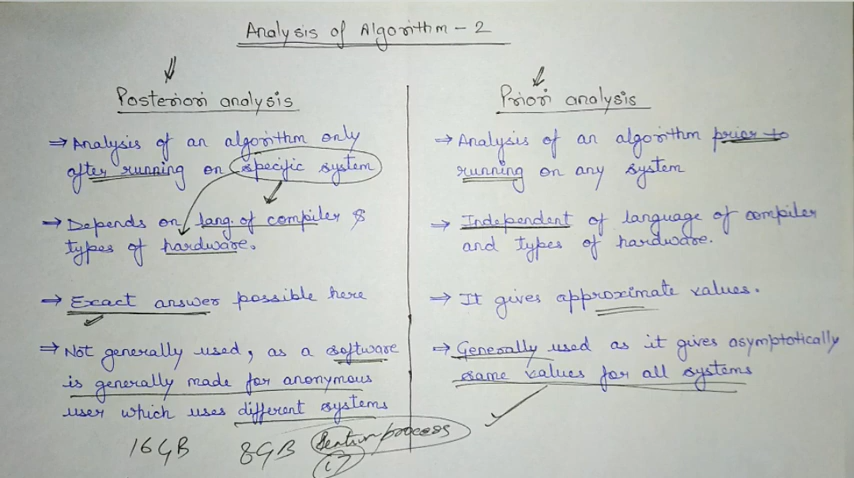 Analysis of Algorithm - 2
Posteriori analysis
⇒ Analysis of an algorithm only
after running on specific system
⇒ Depends on lang. of compiler &
types of hardware.
⇒ Exact answer possible here
⇒ Not generally used, as a software
is generally made for anonymous
user which uses different systems
16GB 8GB process
i7
Priori analysis
⇒ Analysis of an algorithm prior to
running on any system
⇒ Independent of language of compiler
and types of hardware.
⇒ It gives approximate values.
⇒ Generally used as it gives asymptotically
same values for all systems